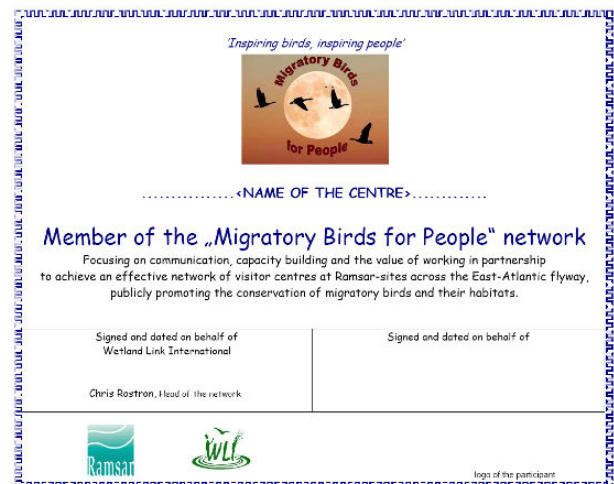 'Inspiring birds, inspiring people'
Migratory Birds
for People
................<NAME OF THE CENTRE>.............
Member of the „Migratory Birds for People“ network
Focusing on communication, capacity building and the value of working in partnership
to achieve an effective network of visitor centres at Ramsar-sites across the East-Atlantic flyway,
publicly promoting the conservation of migratory birds and their habitats.
Signed and dated on behalf of
Wetland Link International
Chris Rostron, Head of the network
Signed and dated on behalf of
Ramsar
WLI
logo of the participant